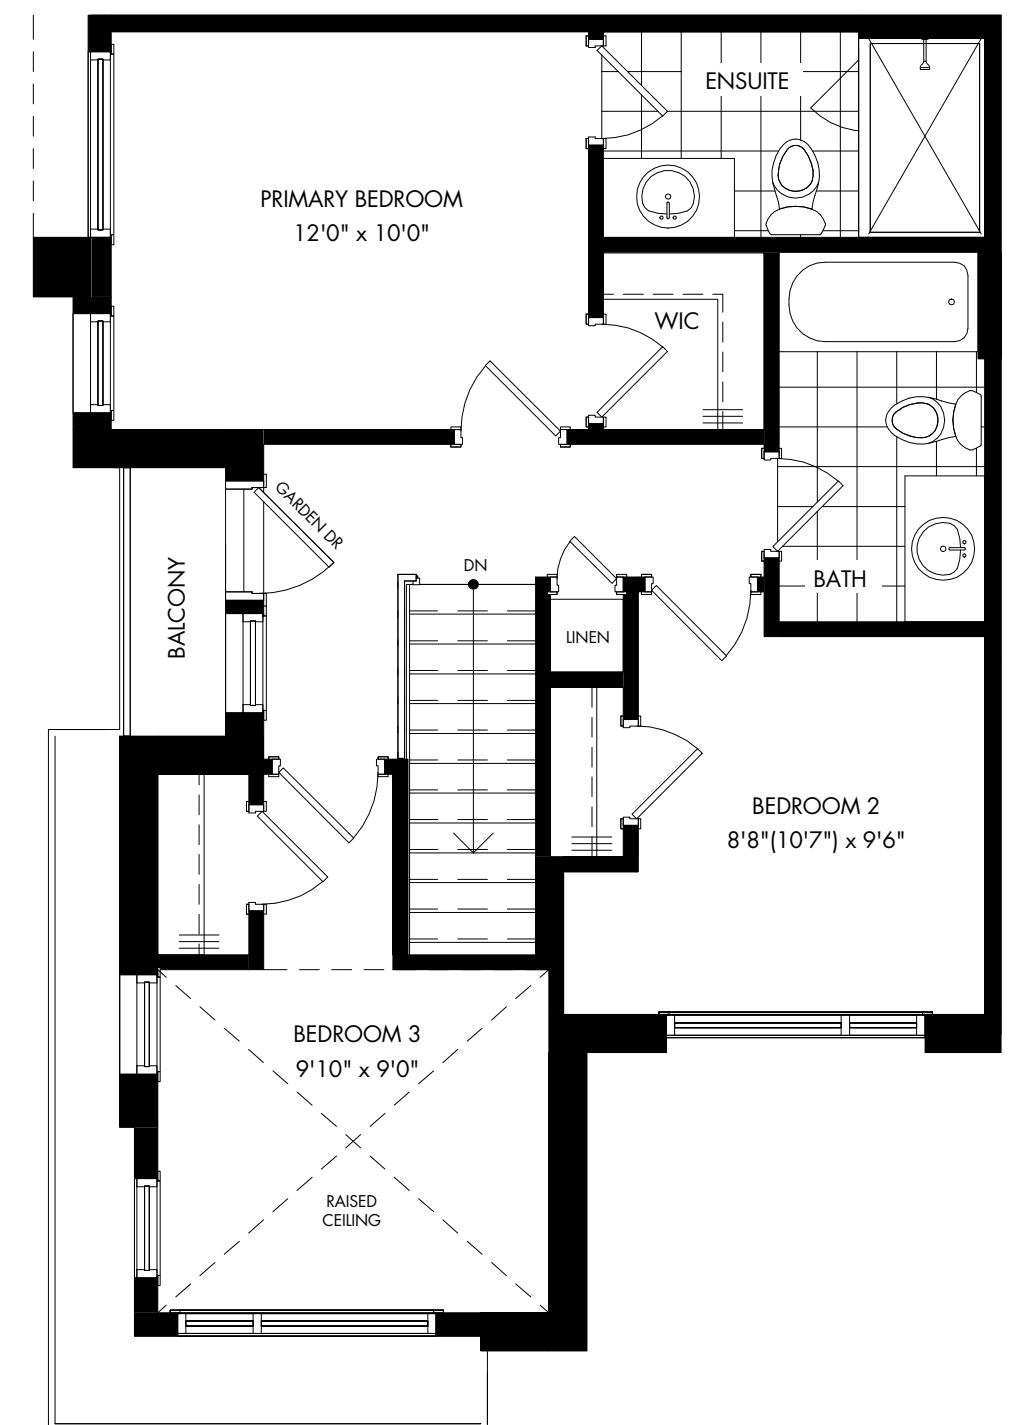 ENSUITE
PRIMARY BEDROOM
12'0" x 10'0"
WIC
GARDEN DR
DN
BALCONY
BATH
LINEN
BEDROOM 2
8'8"(10'7") x 9'6"
BEDROOM 3
9'10" x 9'0"
RAISED
CEILING